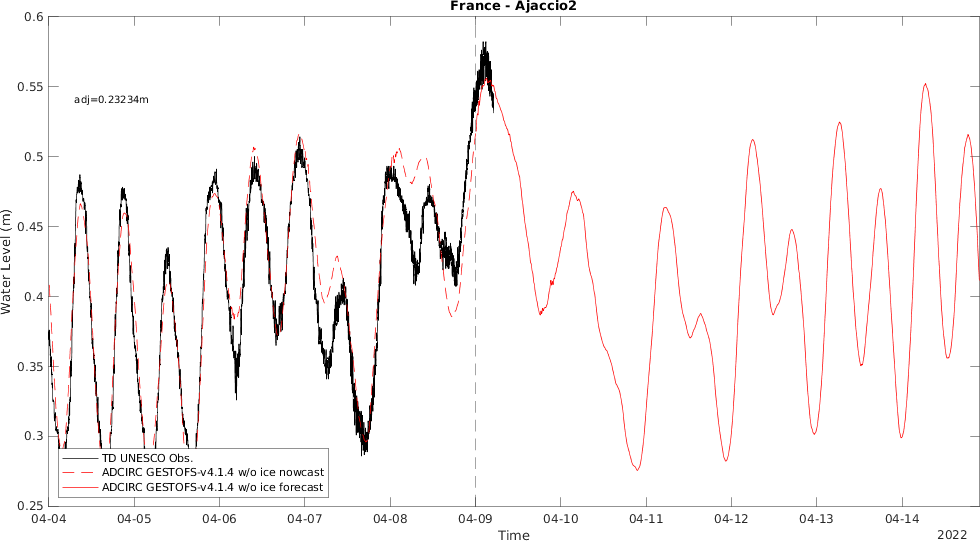 France - Ajaccio2
0.6
0.55
0.5
0.45
0.4
0.35
0.3
0.25
Water Level (m)
adj=0.23234m
TD UNESCO Obs.
ADCIRC GESTOFS-v4.1.4 w/o ice nowcast
ADCIRC GESTOFS-v4.1.4 w/o ice forecast
04-04 04-05 04-06 04-07 04-08 04-09 04-10 04-11 04-12 04-13 04-14
Time
2022